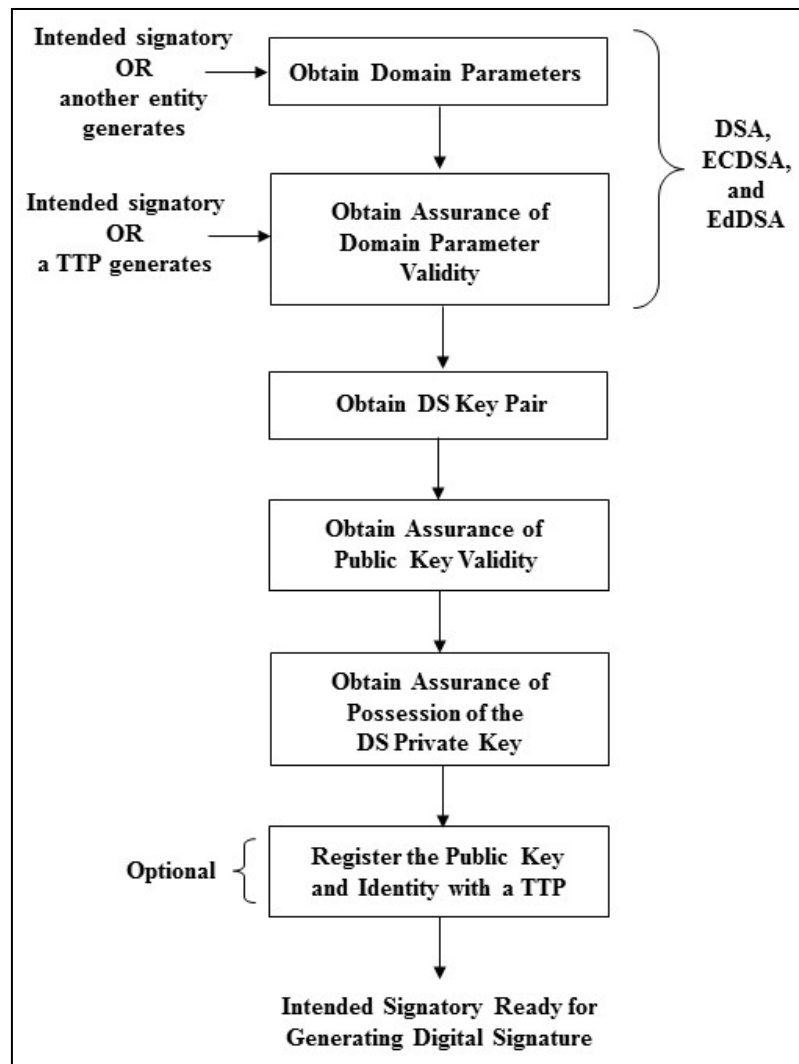 Intended signatory
OR
another entity
generates
Obtain Domain Parameters
DSA,
ECDSA,
and
EdDSA
Intended signatory
OR
a TTP generates
Obtain Assurance of
Domain Parameter
Validity
Obtain DS Key Pair
Obtain Assurance of
Public Key Validity
Obtain Assurance of
Possession of the
DS Private Key
Optional
Register the Public Key
and Identity with a TTP
Intended Signatory Ready for
Generating Digital Signature